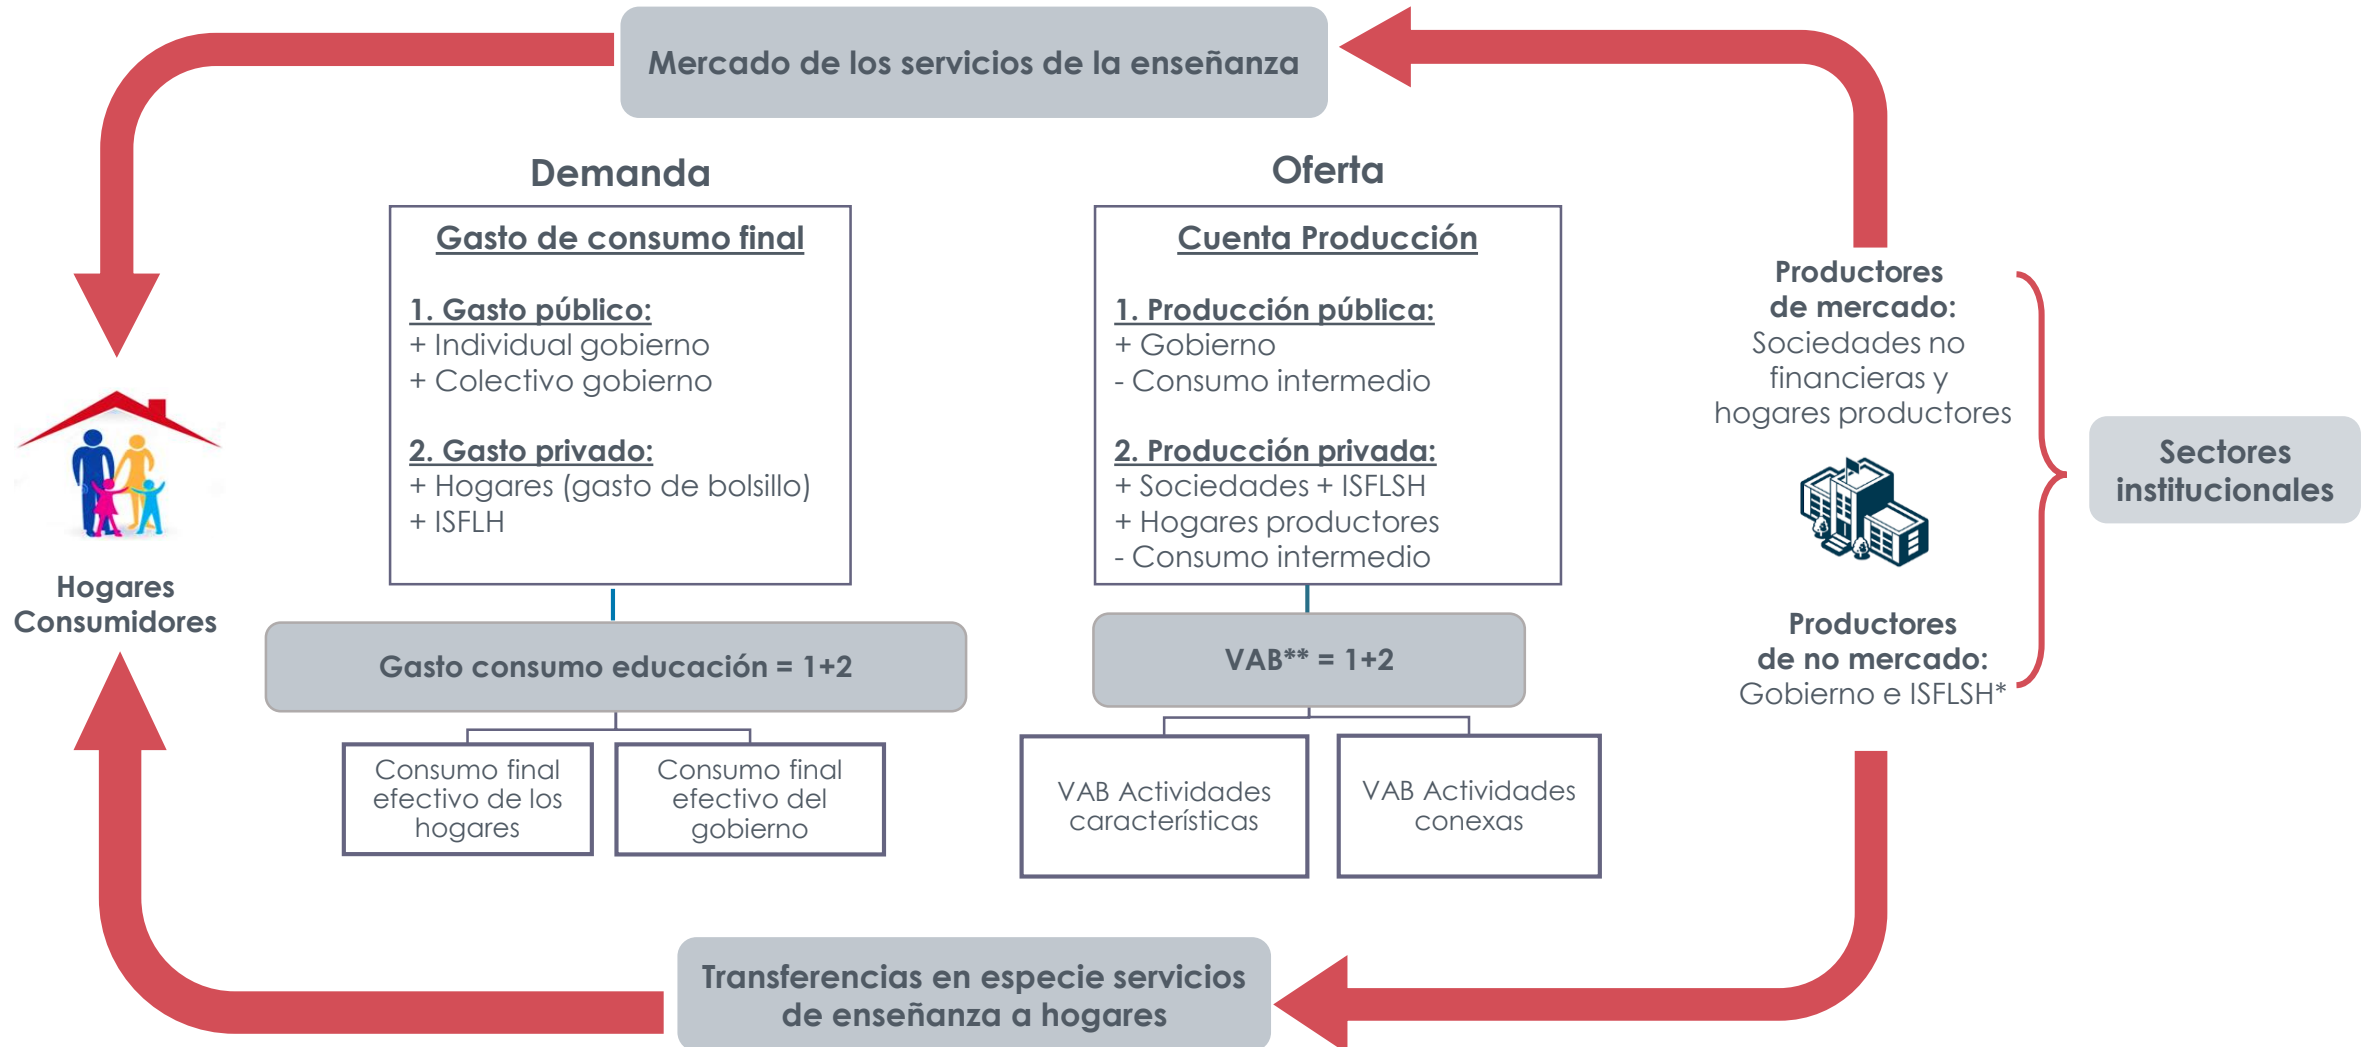 Mercado de los servicios de la enseñanza
Demanda
Gasto de consumo final
1. Gasto público:
+ Individual gobierno
+ Colectivo gobierno
2. Gasto privado:
+ Hogares (gasto de bolsillo)
+ ISFLH
Gasto consumo educación = 1+2
Consumo final
efectivo de los
hogares
Consumo final
efectivo del
gobierno
Oferta
Cuenta Producción
1. Producción pública:
+ Gobierno
- Consumo intermedio
2. Producción privada:
+ Sociedades + ISFLSH
+ Hogares productores
- Consumo intermedio
VAB** = 1+2
VAB Actividades
características
VAB Actividades
conexas
Hogares
Consumidores
Productores
de mercado:
Sociedades no
financieras y
hogares productores
Productores
de no mercado:
Gobierno e ISFLSH*
Sectores
institucionales
Transferencias en especie servicios
de enseñanza a hogares